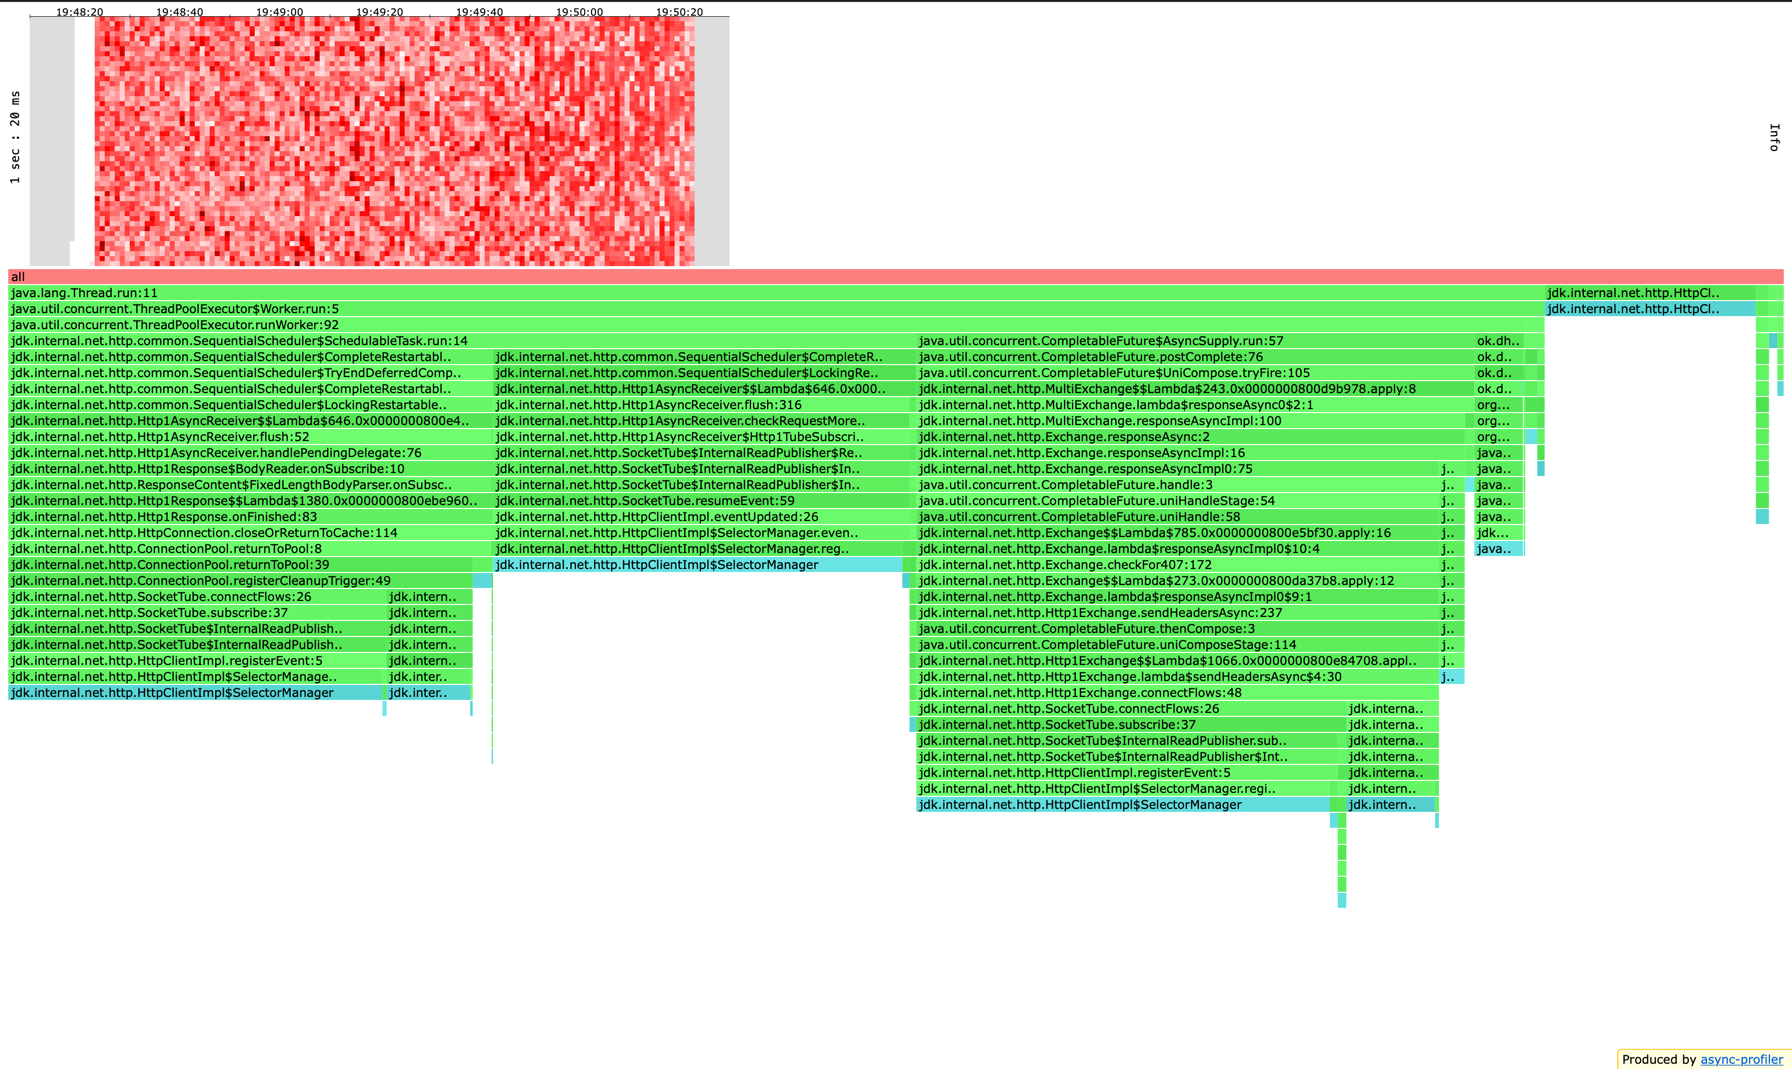 19:48:20 19:48:40 19:49:00 19:49:20 19:49:40 19:50:00 19:50:20
1 sec : 20 ms
Info
all
java.lang.Thread.run:11 jdk.internal.net.http.HttpCl..
java.util.concurrent.ThreadPoolExecutor$Worker.run:5 jdk.internal.net.http.HttpCl..
java.util.concurrent.ThreadPoolExecutor.runWorker:92
jdk.internal.net.http.common.SequentialScheduler$SchedulableTask.run:14 java.util.concurrent.CompletableFuture$AsyncSupply.run:57 ok.dh..
jdk.internal.net.http.common.SequentialScheduler$CompleteRestartabl.. jdk.internal.net.http.common.SequentialScheduler$CompleteR.. java.util.concurrent.CompletableFuture.postComplete:76 ok.d..
jdk.internal.net.http.common.SequentialScheduler$TryEndDeferredComp.. jdk.internal.net.http.common.SequentialScheduler$LockingRe.. java.util.concurrent.CompletableFuture$UniCompose.tryFire:105 ok.d..
jdk.internal.net.http.common.SequentialScheduler$CompleteRestartabl.. jdk.internal.net.http.Http1AsyncReceiver$$Lambda$646.0x000.. jdk.internal.net.http.MultiExchange$$Lambda$243.0x0000000800d9b978.apply:8 ok.d..
jdk.internal.net.http.common.SequentialScheduler$LockingRestartable.. jdk.internal.net.http.Http1AsyncReceiver.flush:316 jdk.internal.net.http.MultiExchange.lambda$responseAsync0$2:1 org...
jdk.internal.net.http.Http1AsyncReceiver$$Lambda$646.0x0000000800e4.. jdk.internal.net.http.Http1AsyncReceiver.checkRequestMore.. jdk.internal.net.http.MultiExchange.responseAsyncImpl:100 org...
jdk.internal.net.http.Http1AsyncReceiver.flush:52 jdk.internal.net.http.Http1AsyncReceiver$Http1TubeSubscri.. jdk.internal.net.http.Exchange.responseAsync:2 org...
jdk.internal.net.http.Http1AsyncReceiver.handlePendingDelegate:76 jdk.internal.net.http.SocketTube$InternalReadPublisher$Re.. jdk.internal.net.http.Exchange.responseAsyncImpl:16 java..
jdk.internal.net.http.Http1Response$BodyReader.onSubscribe:10 jdk.internal.net.http.SocketTube$InternalReadPublisher$In.. jdk.internal.net.http.Exchange.responseAsyncImpl0:75 j.. java..
jdk.internal.net.http.ResponseContent$FixedLengthBodyParser.onSubsc.. jdk.internal.net.http.SocketTube$InternalReadPublisher$In.. java.util.concurrent.CompletableFuture.handle:3 j.. java..
jdk.internal.net.http.Http1Response$$Lambda$1380.0x0000000800ebe960.. jdk.internal.net.http.SocketTube.resumeEvent:59 java.util.concurrent.CompletableFuture.uniHandleStage:54 j.. java..
jdk.internal.net.http.Http1Response.onFinished:83 jdk.internal.net.http.HttpClientImpl.eventUpdated:26 java.util.concurrent.CompletableFuture.uniHandle:58 j.. java..
jdk.internal.net.http.HttpConnection.closeOrReturnToCache:114 jdk.internal.net.http.HttpClientImpl$SelectorManager.even.. jdk.internal.net.http.Exchange$$Lambda$785.0x0000000800e5bf30.apply:16 j.. jdk...
jdk.internal.net.http.ConnectionPool.returnToPool:8 jdk.internal.net.http.HttpClientImpl$SelectorManager.reg.. jdk.internal.net.http.Exchange.lambda$responseAsyncImpl0$10:4 j.. java..
jdk.internal.net.http.ConnectionPool.returnToPool:39 jdk.internal.net.http.HttpClientImpl$SelectorManager jdk.internal.net.http.Exchange.checkFor407:172 j..
jdk.internal.net.http.ConnectionPool.registerCleanupTrigger:49 jdk.internal.net.http.Exchange$$Lambda$273.0x0000000800da37b8.apply:12 j..
jdk.internal.net.http.SocketTube.connectFlows:26 jdk.intern.. jdk.internal.net.http.Exchange.lambda$responseAsyncImpl0$9:1 j..
jdk.internal.net.http.SocketTube.subscribe:37 jdk.intern.. jdk.internal.net.http.Http1Exchange.sendHeadersAsync:237 j..
jdk.internal.net.http.SocketTube$InternalReadPublish.. jdk.intern.. java.util.concurrent.CompletableFuture.thenCompose:3 j..
jdk.internal.net.http.SocketTube$InternalReadPublish.. jdk.intern.. java.util.concurrent.CompletableFuture.uniComposeStage:114 j..
jdk.internal.net.http.HttpClientImpl.registerEvent:5 jdk.intern.. jdk.internal.net.http.Http1Exchange$$Lambda$1066.0x0000000800e84708.appl.. j..
jdk.internal.net.http.HttpClientImpl$SelectorManage.. jdk.inter.. jdk.internal.net.http.Http1Exchange.lambda$sendHeadersAsync$4:30 j..
jdk.internal.net.http.HttpClientImpl$SelectorManager jdk.inter.. jdk.internal.net.http.Http1Exchange.connectFlows:48
jdk.internal.net.http.SocketTube.connectFlows:26 jdk.interna..
jdk.internal.net.http.SocketTube.subscribe:37 jdk.interna..
jdk.internal.net.http.SocketTube$InternalReadPublisher.sub.. jdk.interna..
jdk.internal.net.http.SocketTube$InternalReadPublisher$Int.. jdk.interna..
jdk.internal.net.http.HttpClientImpl.registerEvent:5 jdk.interna..
jdk.internal.net.http.HttpClientImpl$SelectorManager.regi.. jdk.intern..
jdk.internal.net.http.HttpClientImpl$SelectorManager jdk.intern..
Produced by async-profiler